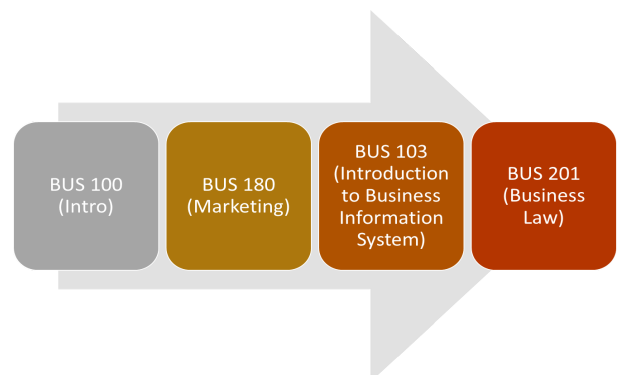 BUS 100
(Intro)
BUS 180
(Marketing)
BUS 103
(Introduction
to Business
Information
System)
BUS 201
(Business
Law)